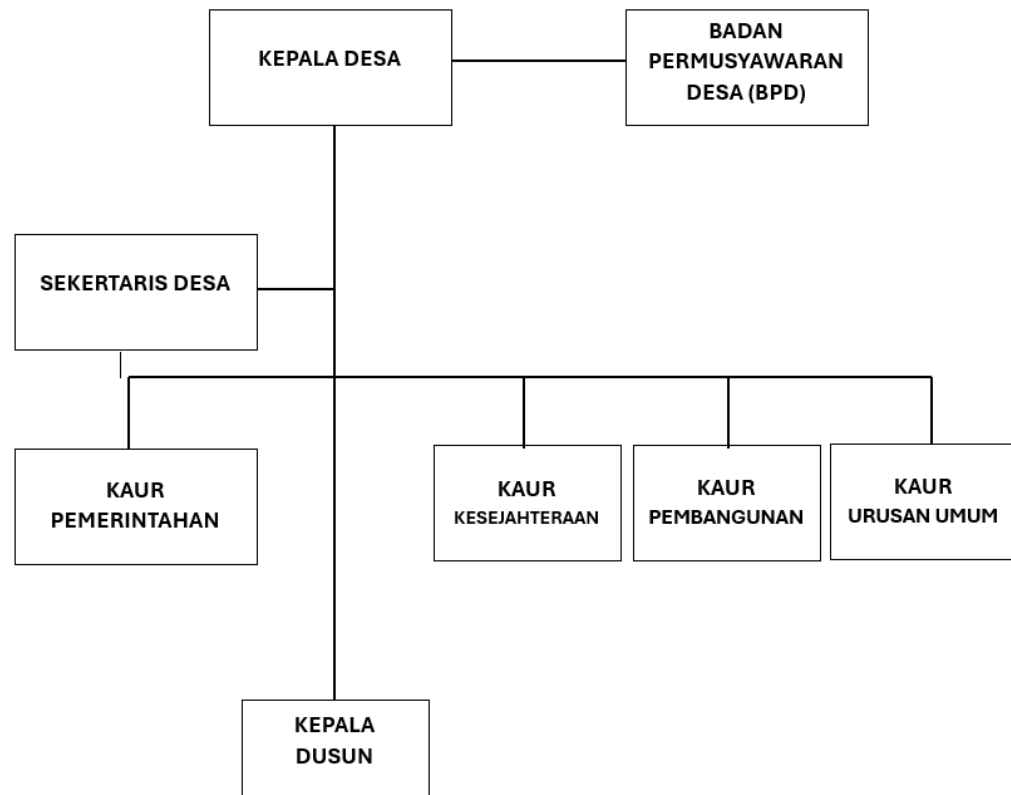 KEPALA DESA
BADAN
PERMUSYAWARAN
DESA (BPD)
SEKERTARIS DESA
KAUR
PEMERINTAHAN
KAUR
KESEJAHTERAAN
KAUR
PEMBANGUNAN
KAUR
URUSAN UMUM
KEPALA
DUSUN